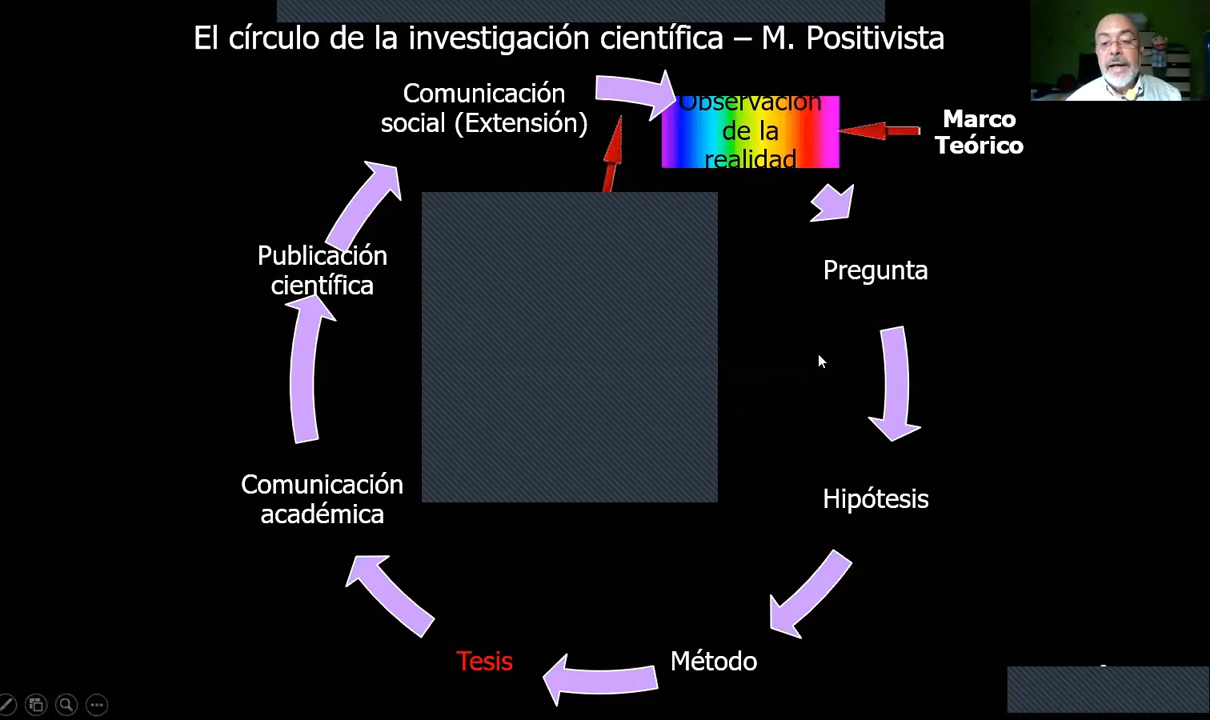 El círculo de la investigación científica – M. Positivista
Comunicación
social (Extensión)
Observación
de la
realidad
Marco
Teórico
Pregunta
Hipótesis
Método
Tesis
Comunicación
académica
Publicación
científica